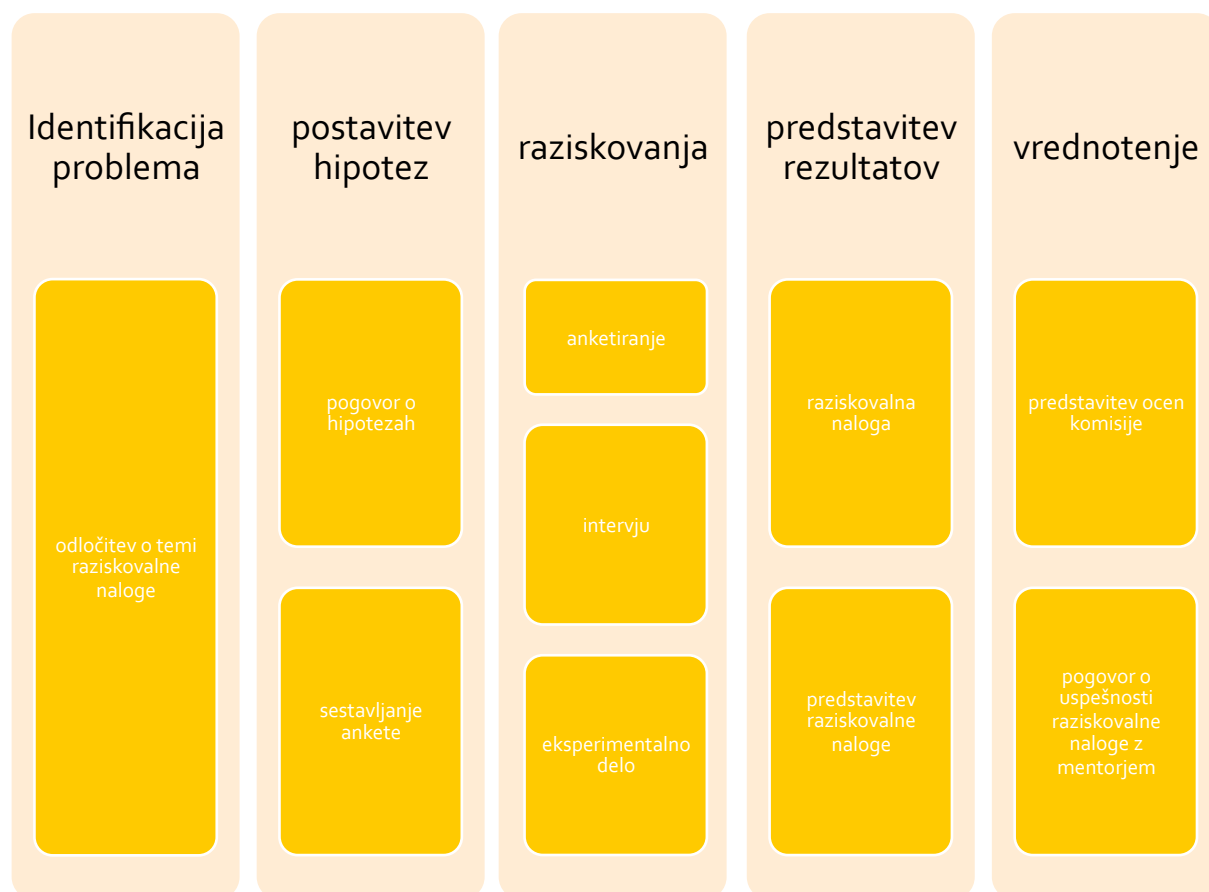 Identifikacija
problema
odločitev o temi
raziskovalne
naloge
postavitev
hipotez
pogovor o
hipotezah
sestavljanje
ankete
raziskovanja
anketiranje
intervju
eksperimentalno
delo
predstavitev
rezultatov
raziskovalna
naloga
predstavitev
raziskovalne
naloge
vrednotenje
predstavitev ocen
komisije
pogovor o
uspešnosti
raziskovalne
naloge z
mentorjem